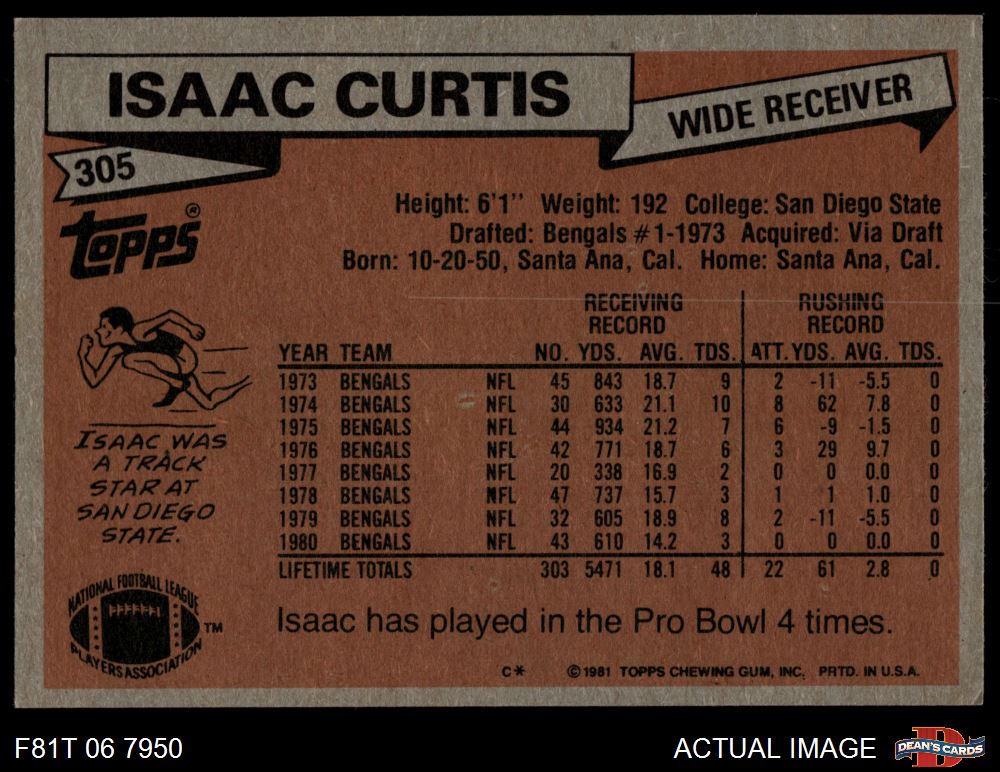 ISAAC CURTIS
WIDE RECEIVER
305
TOPPS®
Height: 6'1" Weight: 192 College: San Diego State
Drafted: Bengals #1-1973 Acquired: Via Draft
Born: 10-20-50, Santa Ana, Cal. Home: Santa Ana, Cal.
RECEIVING RUSHING
RECORD RECORD
YEAR TEAM NO. YDS. AVG. TDS. ATT. YDS. AVG. TDS.
1973 BENGALS NFL 45 843 18.7 9 2 -11 -5.5 0
1974 BENGALS NFL 30 633 21.1 10 8 62 7.8 0
1975 BENGALS NFL 44 934 21.2 7 6 -9 -1.5 0
1976 BENGALS NFL 42 771 18.7 6 3 29 9.7 0
1977 BENGALS NFL 20 338 16.9 2 0 0 0.0 0
1978 BENGALS NFL 47 737 15.7 3 1 1 1.0 0
1979 BENGALS NFL 32 605 18.9 8 2 -11 -5.5 0
1980 BENGALS NFL 43 610 14.2 3 0 0 0.0 0
LIFETIME TOTALS 303 5471 18.1 48 22 61 2.8 0
ISAAC WAS
A TRACK
STAR AT
SAN DIEGO
STATE.
NATIONAL FOOTBALL LEAGUE
PLAYERS ASSOCIATION
TM
Isaac has played in the Pro Bowl 4 times.
C* ©1981 TOPPS CHEWING GUM, INC. PRTD. IN U.S.A.
F81T 06 7950
ACTUAL IMAGE
D
DEAN'S CARDS